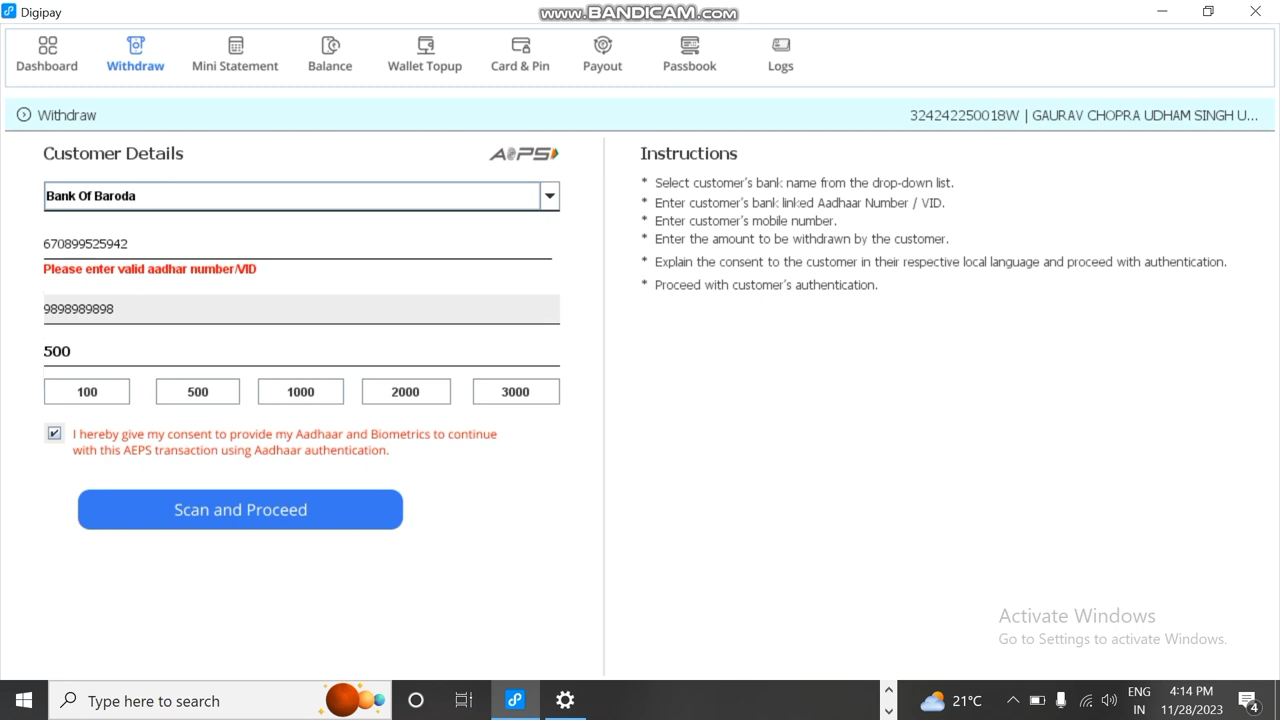 Digipay
www.BANDICAM.com
Dashboard
Withdraw
Mini Statement
Balance
Wallet Topup
Card & Pin
Payout
Passbook
Logs
Withdraw
324242250018W | GAURAV CHOPRA UDHAM SINGH U...
Customer Details
AePS
Bank Of Baroda
670899525942
Please enter valid aadhar number/VID
9898989898
500
100
500
1000
2000
3000
I hereby give my consent to provide my Aadhaar and Biometrics to continue
with this AEPS transaction using Aadhaar authentication.
Scan and Proceed
Instructions
* Select customer's bank name from the drop-down list.
* Enter customer's bank linked Aadhaar Number / VID.
* Enter customer's mobile number.
* Enter the amount to be withdrawn by the customer.
* Explain the consent to the customer in their respective local language and proceed with authentication.
* Proceed with customer's authentication.
Activate Windows
Go to Settings to activate Windows.
Type here to search
21°C
ENG
IN
4:14 PM
11/28/2023
4